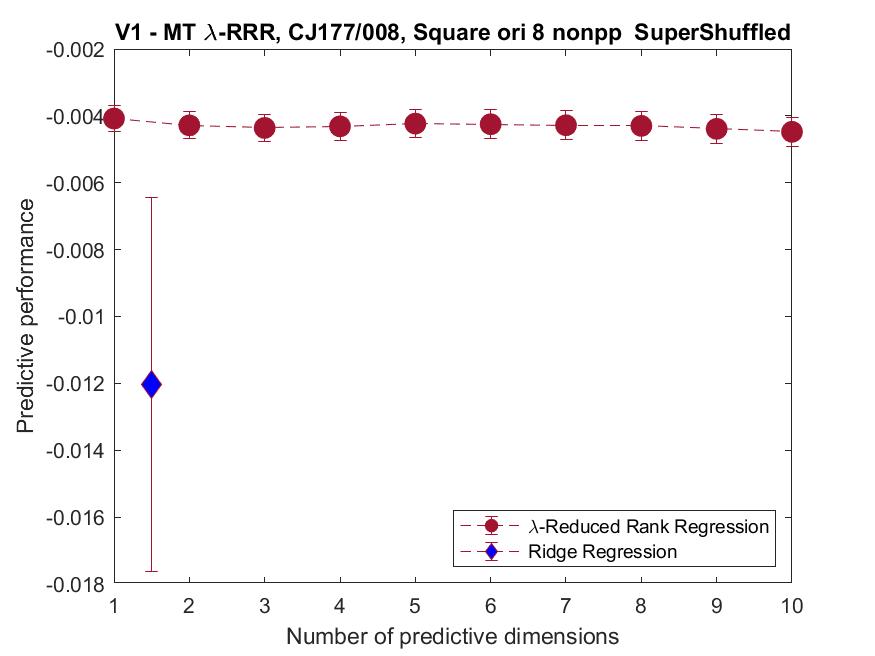 V1 - MT λ-RRR, CJ177/008, Square ori 8 nonpp  SuperShuffled
-0.002
-0.004
-0.006
-0.008
-0.01
-0.012
-0.014
-0.016
-0.018
Predictive performance
λ-Reduced Rank Regression
Ridge Regression
1 2 3 4 5 6 7 8 9 10
Number of predictive dimensions